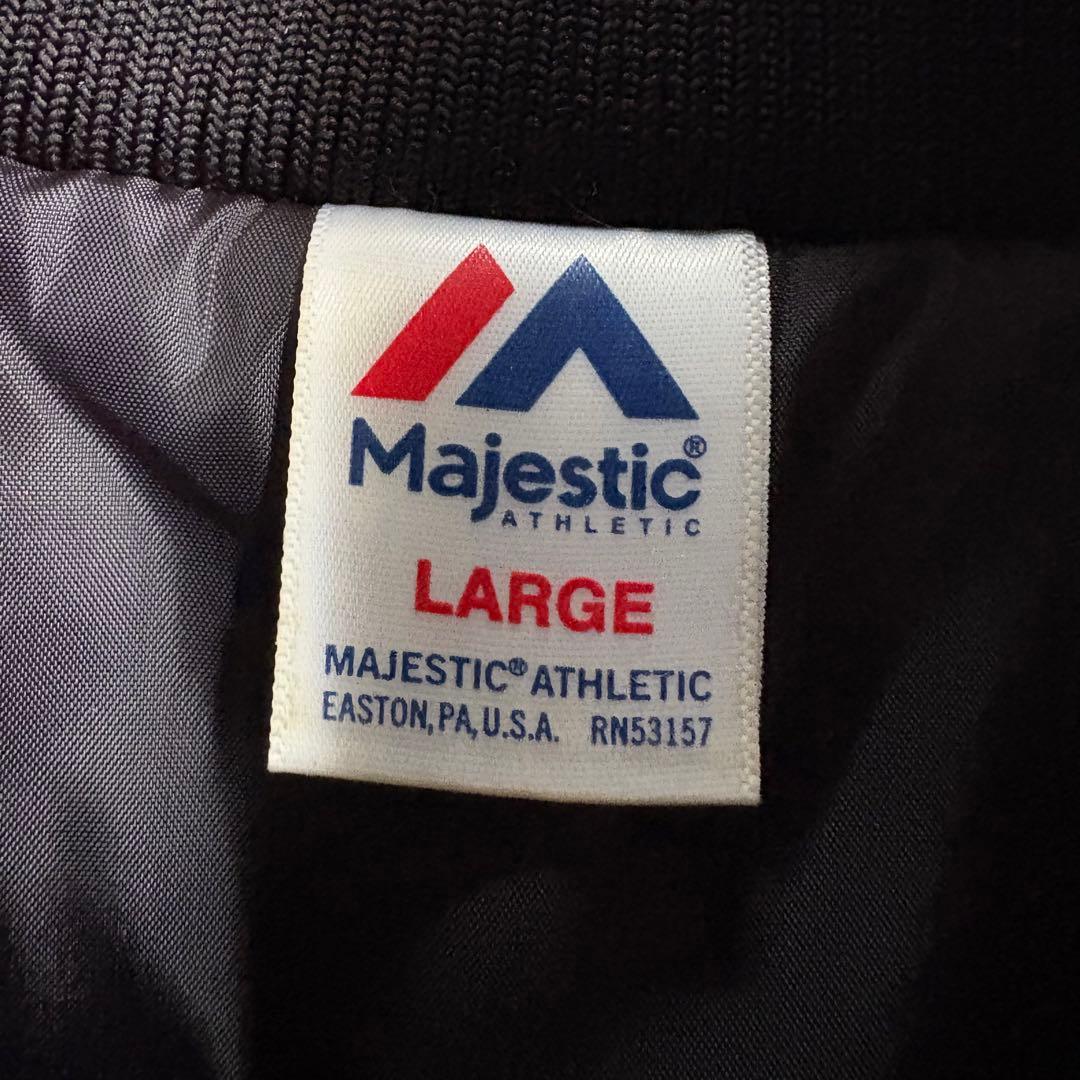 Majestic®
ATHLETIC
LARGE
MAJESTIC® ATHLETIC
EASTON, PA, U.S.A. RN53157